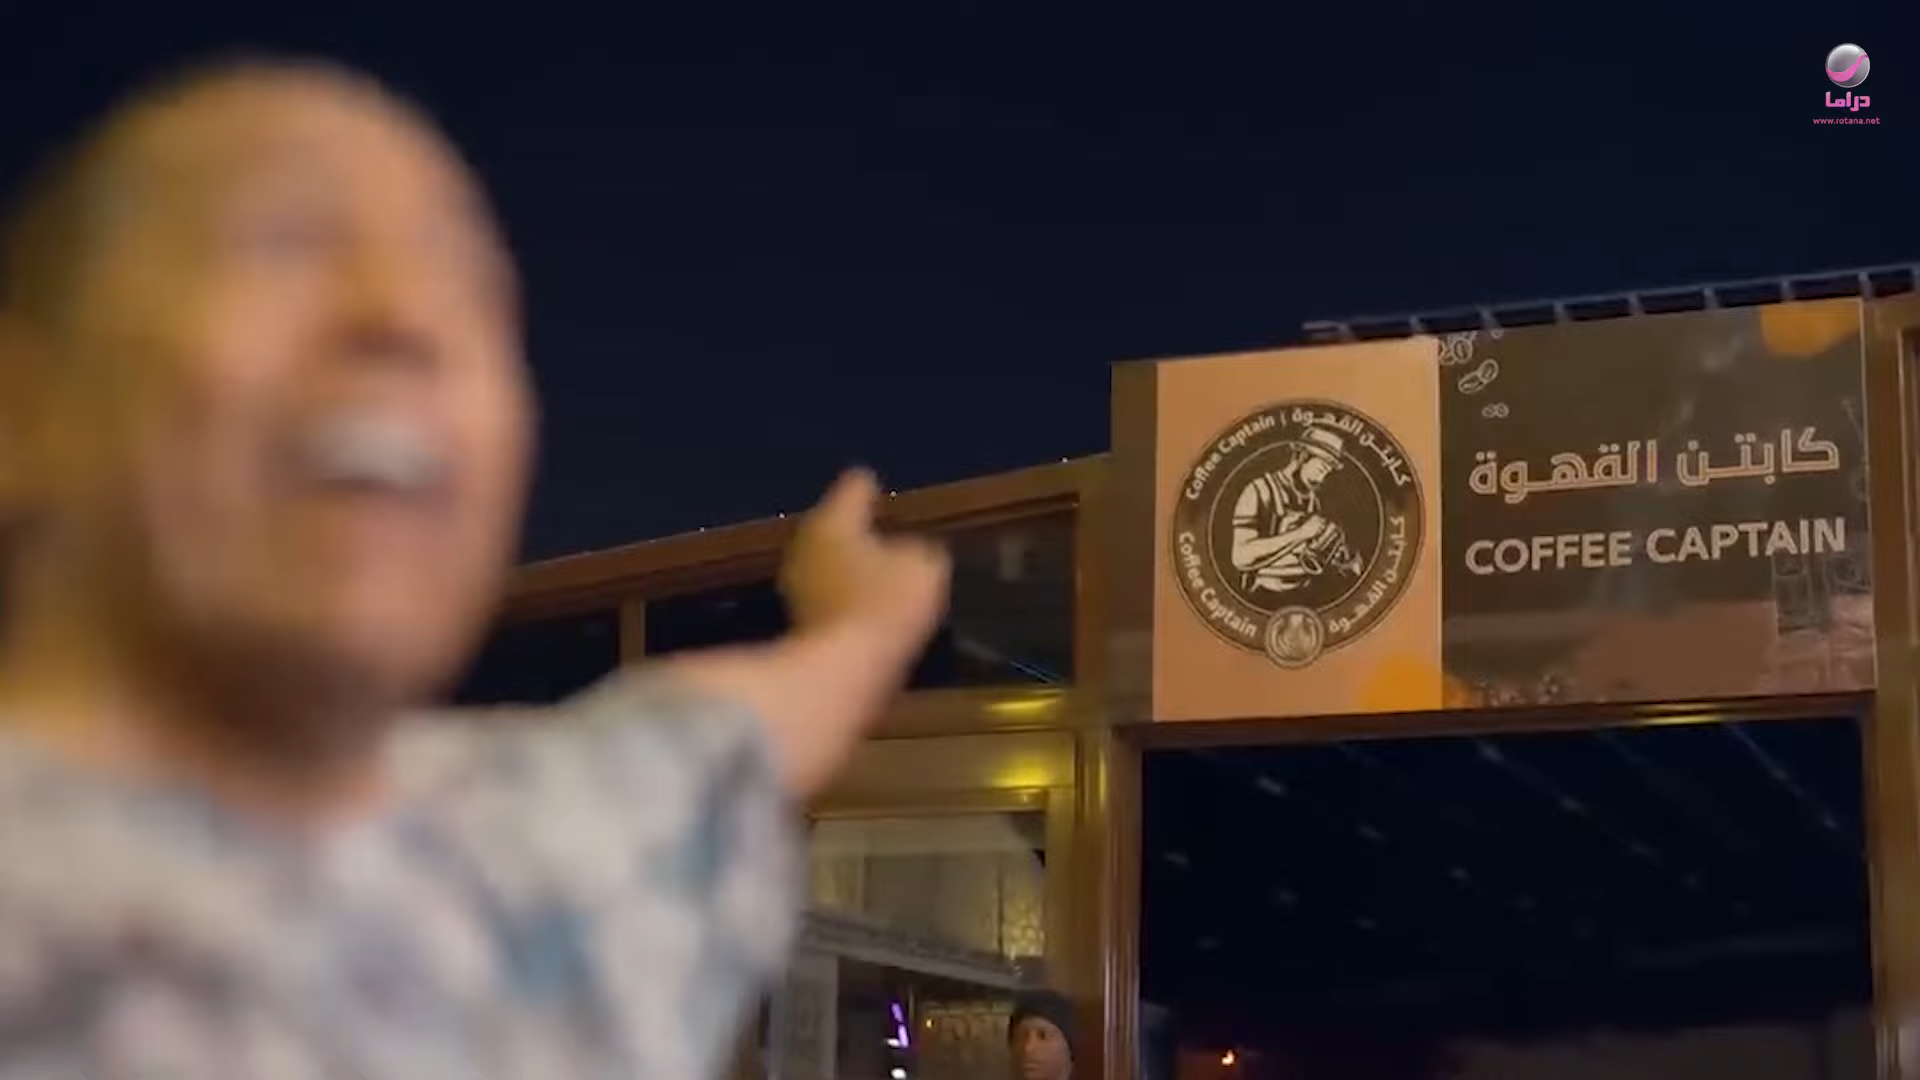 دراما
www.rotana.net
كابتن القهوة
COFFEE CAPTAIN
Coffee Captain | كابتن القهوة
Coffee Captain كابتن القهوة